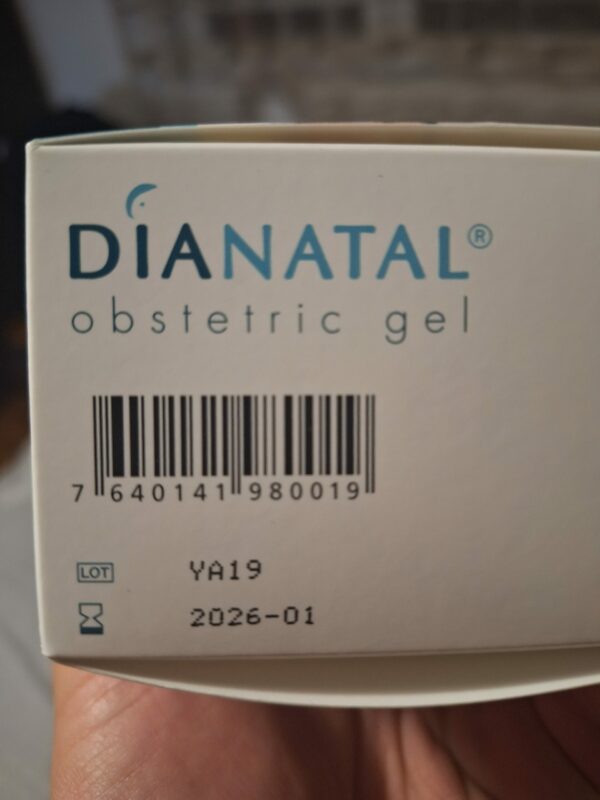 DIANATAL®
obstetric gel
7 640141 980019
LOT YA19
2026-01